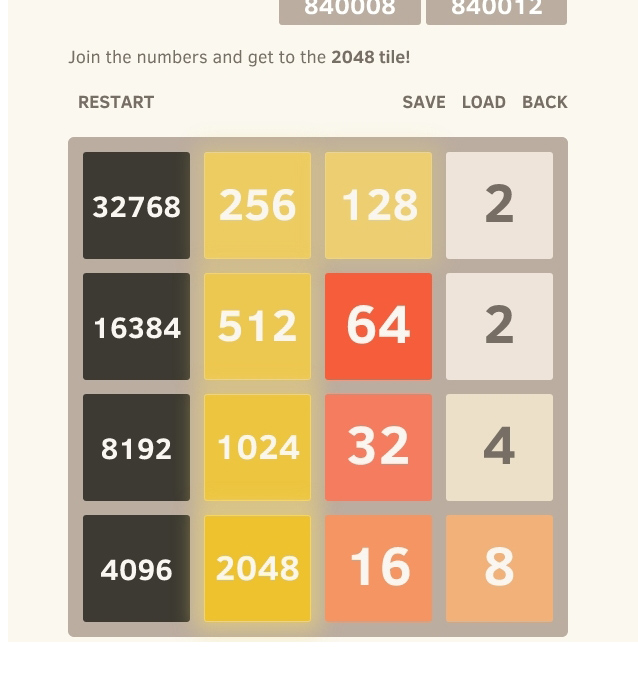 840008 840012
Join the numbers and get to the 2048 tile!
RESTART SAVE LOAD BACK
32768 256 128 2
16384 512 64 2
8192 1024 32 4
4096 2048 16 8